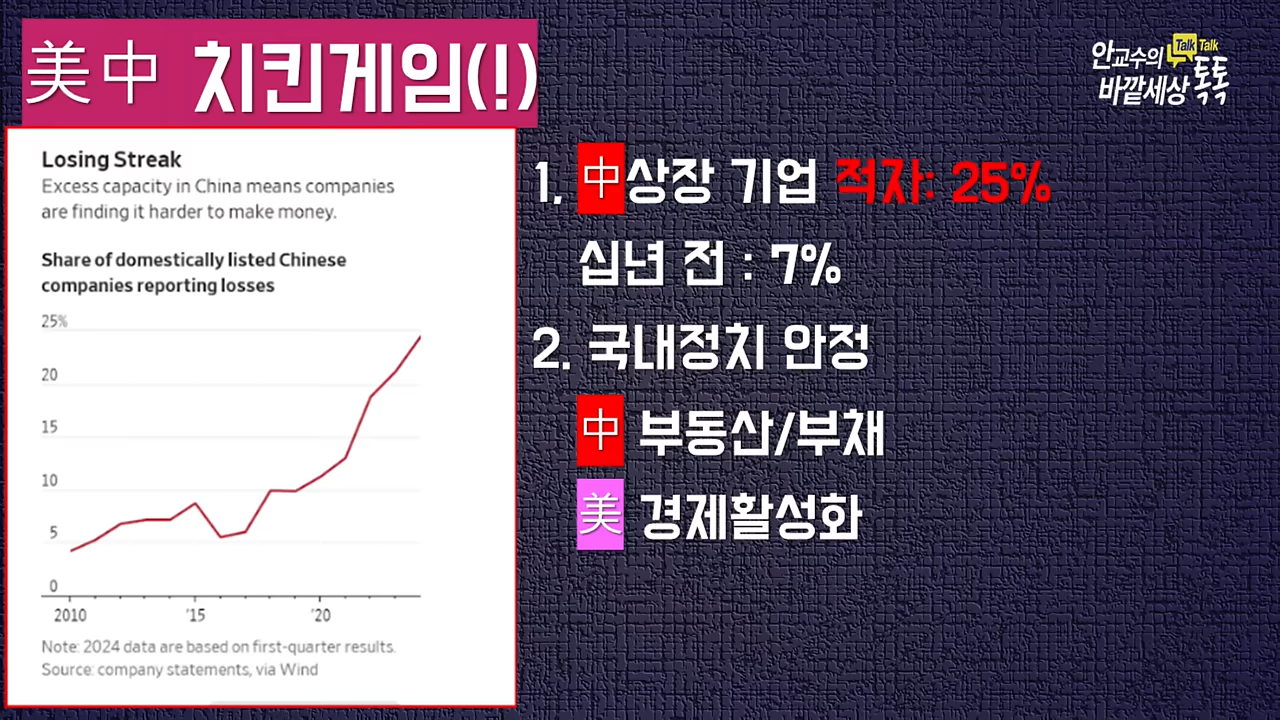 美中 치킨게임(!)
안교수의 Talk Talk
바깥세상 톡톡
Losing Streak
Excess capacity in China means companies
are finding it harder to make money.
Share of domestically listed Chinese
companies reporting losses
25%
20
15
10
5
0
2010 '15 '20
Note: 2024 data are based on first-quarter results.
Source: company statements, via Wind
1. 中상장 기업 적자: 25%
십년 전 : 7%
2. 국내정치 안정
中 부동산/부채
美 경제활성화